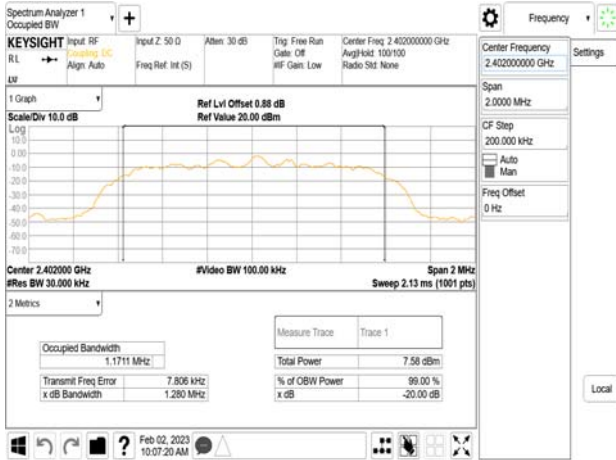 Spectrum Analyzer 1
Occupied BW
Frequency
KEYSIGHT
RL
Input: RF
Coupling: DC
Align: Auto
Input Z: 50 Ω
Freq Ref: Int (S)
Atten: 30 dB
Trig: Free Run
Gate: Off
#IF Gain: Low
Center Freq: 2.402000000 GHz
Avg|Hold: 100/100
Radio Std: None
LXI
Center Frequency
2.402000000 GHz
Settings
Span
2.0000 MHz
CF Step
200.000 kHz
Auto
Man
Freq Offset
0 Hz
Local
1 Graph
Scale/Div 10.0 dB
Ref Lvl Offset 0.88 dB
Ref Value 20.00 dBm
Log
10.0
0.00
-10.0
-20.0
-30.0
-40.0
-50.0
-60.0
-70.0
Center 2.402000 GHz
#Res BW 30.000 kHz
#Video BW 100.00 kHz
Span 2 MHz
Sweep 2.13 ms (1001 pts)
2 Metrics
Measure Trace Trace 1
Occupied Bandwidth
1.1711 MHz
Total Power 7.58 dBm
Transmit Freq Error 7.806 kHz
% of OBW Power 99.00 %
x dB Bandwidth 1.280 MHz
x dB -20.00 dB
Feb 02, 2023
10:07:20 AM